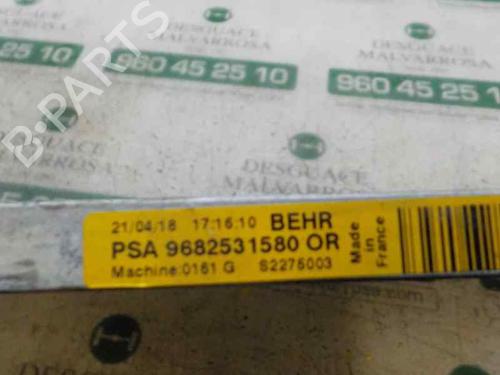 DESGUACE
MALVARROSA
960 45 25 10
DESGUACE
MALVARROSA
960 45 25 10
DESGUACE
MALVARROSA
B-PARTS
DESGUACE
MALVARROSA
21/04/18 17:16:10 BEHR
PSA 9682531580 OR
Machine:0161 G S2275003
Made
in
France